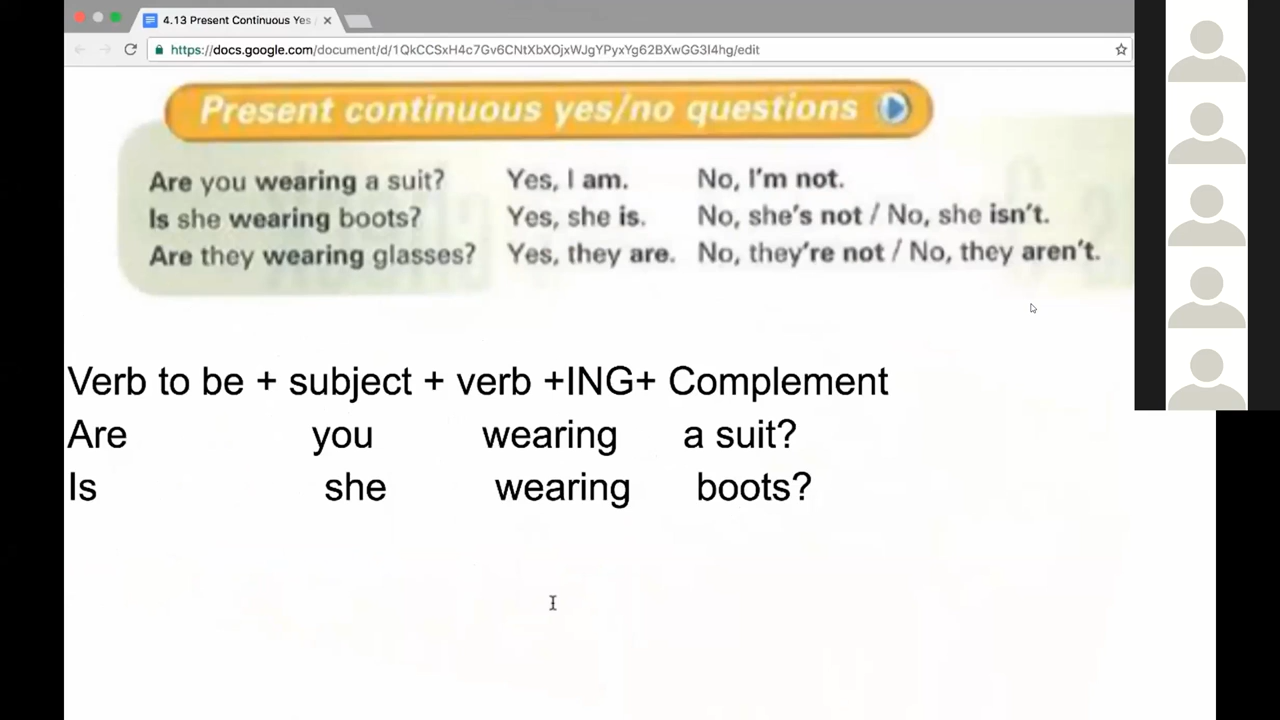 4.13 Present Continuous Yes
https://docs.google.com/document/d/1QkCCSxH4c7Gv6CNtXbXOjxWJgYPyxYg62BXwGG3I4hg/edit
Present continuous yes/no questions
Are you wearing a suit? Yes, I am. No, I'm not.
Is she wearing boots? Yes, she is. No, she's not / No, she isn't.
Are they wearing glasses? Yes, they are. No, they're not / No, they aren't.
Verb to be + subject + verb +ING+ Complement
Are you wearing a suit?
Is she wearing boots?